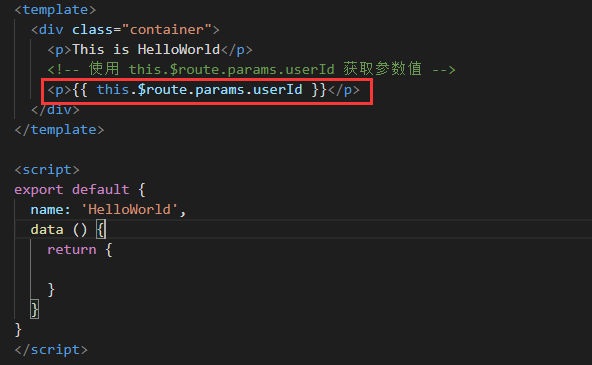 <template>
<div class="container">
<p>This is HelloWorld</p>
<!-- 使用 this.$route.params.userId 获取参数值 -->
<p>{{ this.$route.params.userId }}</p>
</div>
</template>
<script>
export default {
name: 'HelloWorld',
data () {
return {
}
}
}
</script>